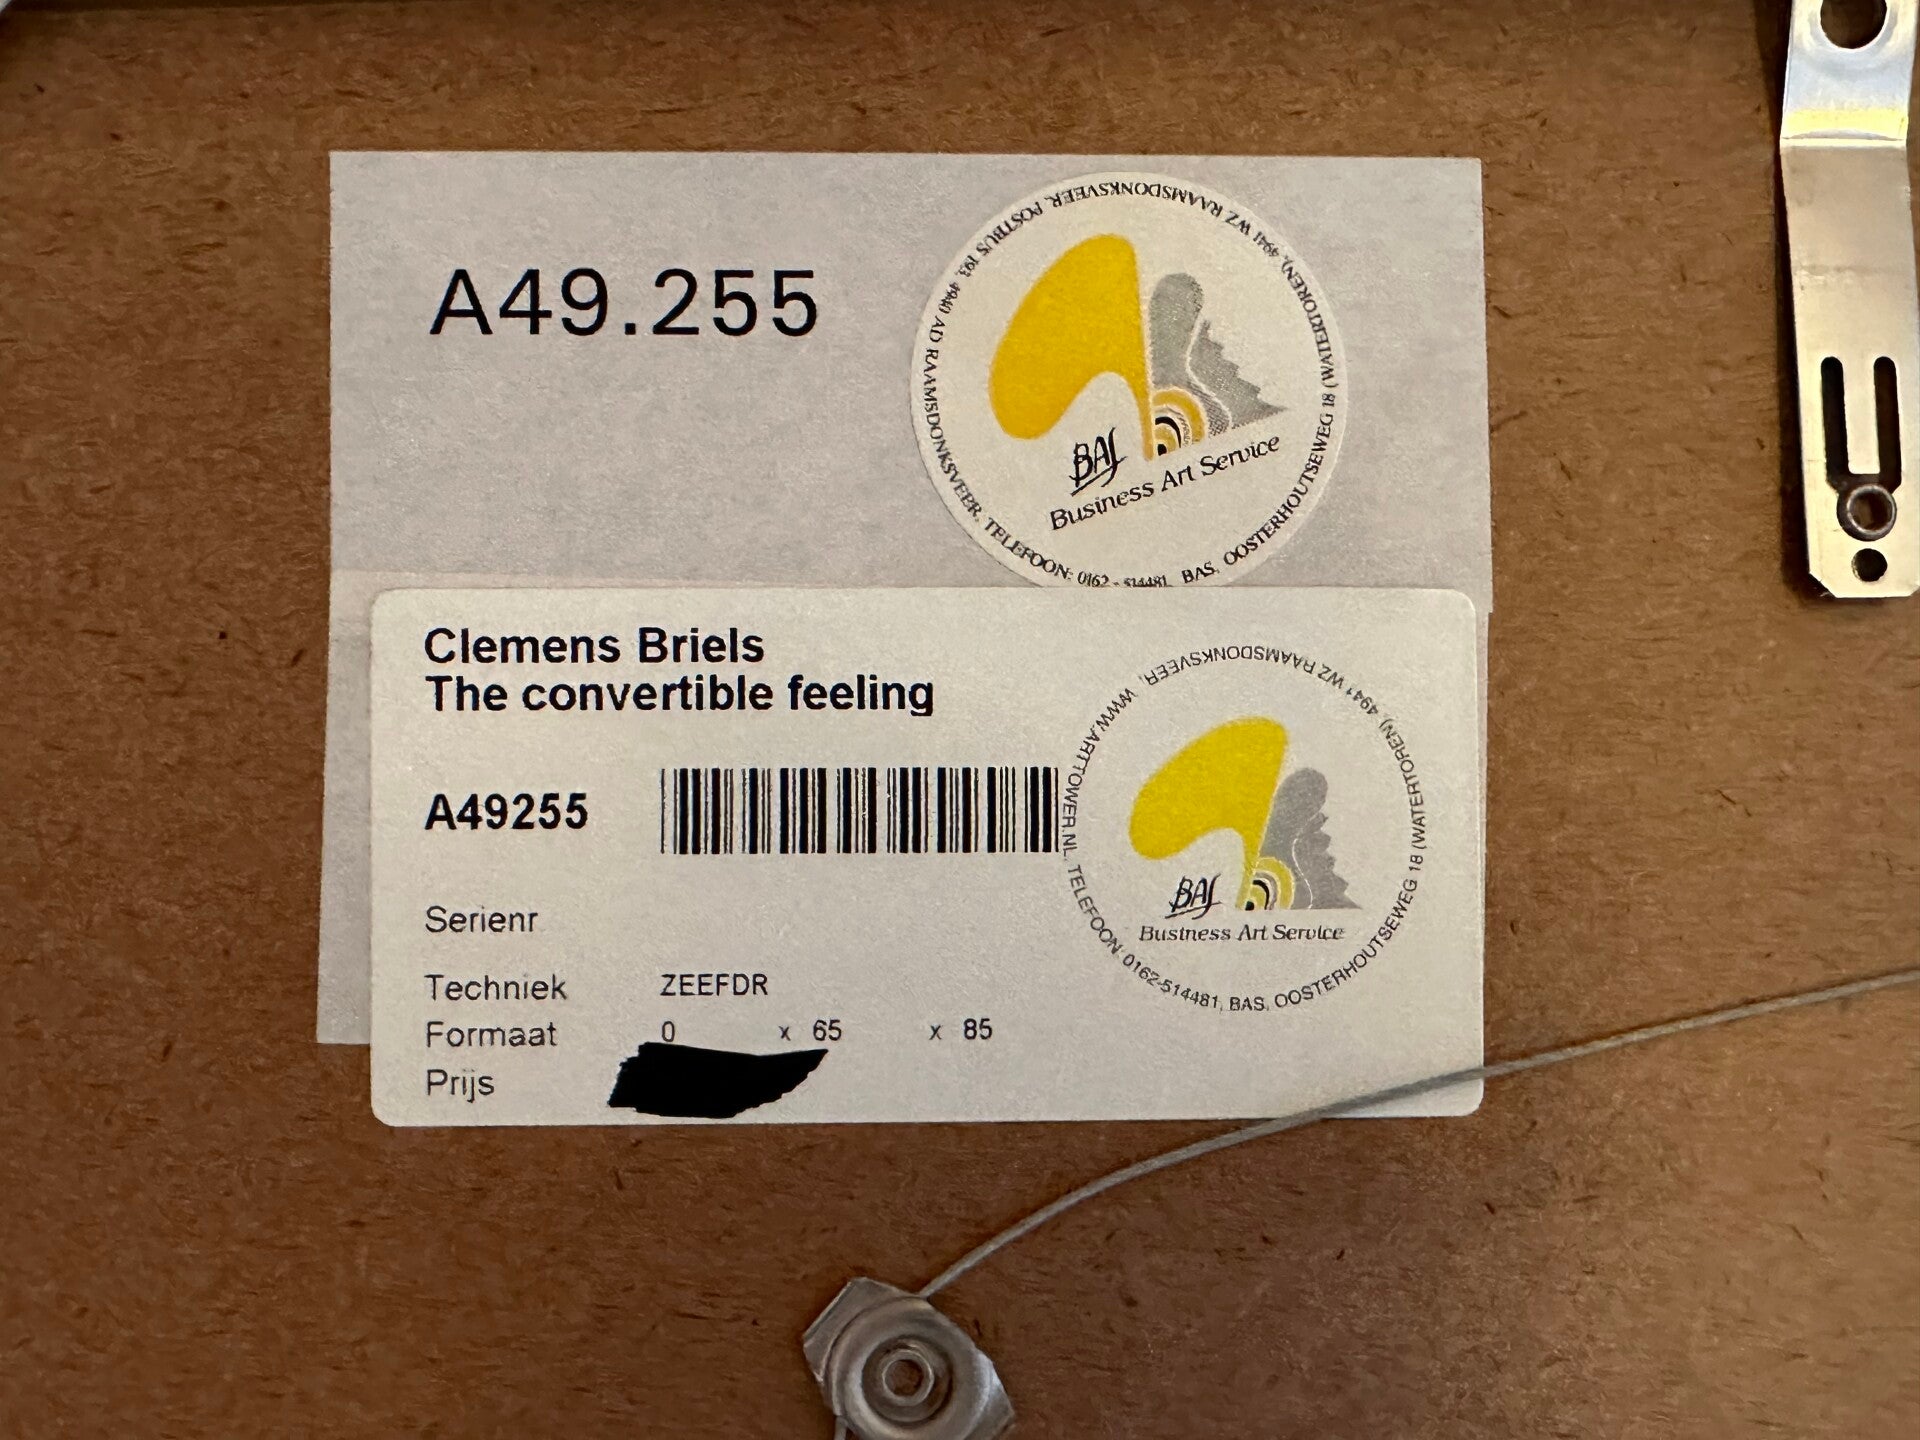 A49.255
BAS, OOSTERHOUTSEWEG 18 (WATERTOREN), 4941 WZ RAAMSDONKSVEER, POSTBUS 193, 4940 AD RAAMSDONKSVEER, TELEFOON: 0162 - 514481
BAS
Business Art Service
Clemens Briels
The convertible feeling
A49255
Serienr
Techniek ZEEFDR
Formaat 0 x 65 x 85
Prijs
BAS, OOSTERHOUTSEWEG 18 (WATERTOREN), 4941 WZ RAAMSDONKSVEER, WWW.ARTTOWER.NL, TELEFOON: 0162-514481,
BAS
Business Art Service